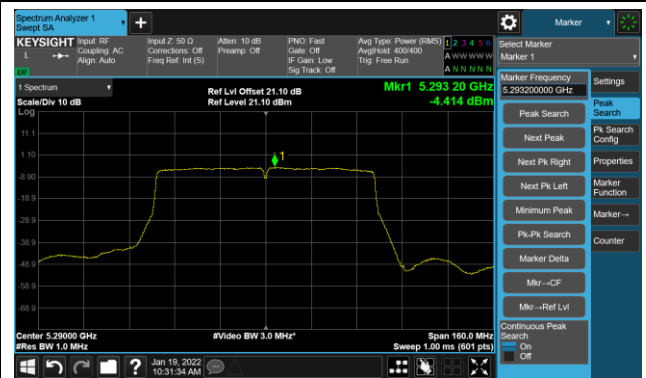 Spectrum Analyzer 1
Swept SA
Marker
KEYSIGHT
L
LW
Input: RF
Coupling: AC
Align: Auto
Input Z: 50 Ω
Corrections: Off
Freq Ref: Int (S)
Atten: 10 dB
Preamp: Off
PNO: Fast
Gate: Off
IF Gain: Low
Sig Track: Off
Avg Type: Power (RMS)
Avg|Hold: 400/400
Trig: Free Run
1 2 3 4 5 6
A W W W W W
A N N N N N
Select Marker
Marker 1
1 Spectrum
Scale/Div 10 dB
Log
Ref Lvl Offset 21.10 dB
Ref Level 21.10 dBm
Mkr1 5.293 20 GHz
-4.414 dBm
11.1
1.10
-8.90
-18.9
-28.9
-38.9
-48.9
-58.9
-68.9
1
Center 5.29000 GHz
#Res BW 1.0 MHz
#Video BW 3.0 MHz*
Span 160.0 MHz
Sweep 1.00 ms (601 pts)
Marker Frequency
5.293200000 GHz
Peak Search
Next Peak
Next Pk Right
Next Pk Left
Minimum Peak
Pk-Pk Search
Marker Delta
Mkr→CF
Mkr→Ref Lvl
Continuous Peak
Search
On
Off
Settings
Peak
Search
Pk Search
Config
Properties
Marker
Function
Marker→
Counter
?
Jan 19, 2022
10:31:34 AM